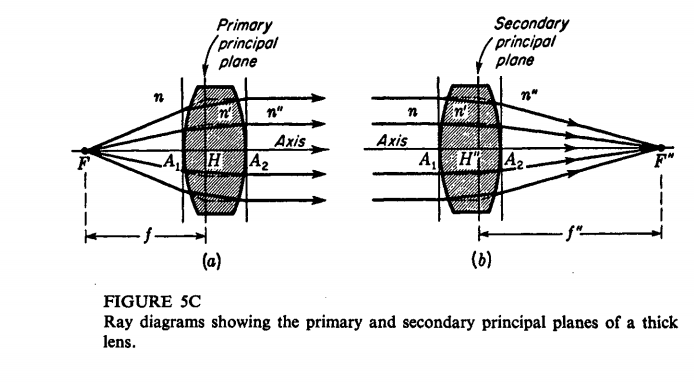 Primary
principal
plane
Secondary
principal
plane
n
n'
n"
Axis
F
A1
H
A2
f
(a)
n
n'
n"
Axis
A1
H"
A2
F"
f"
(b)
FIGURE 5C
Ray diagrams showing the primary and secondary principal planes of a thick
lens.